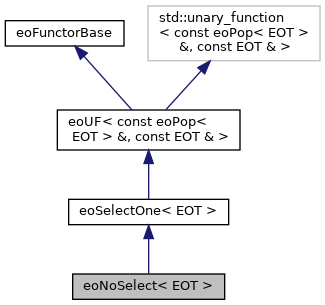 eoFunctorBase
std::unary_function
< const eoPop< EOT >
&, const EOT & >
eoUF< const eoPop<
EOT > &, const EOT & >
eoSelectOne< EOT >
eoNoSelect< EOT >